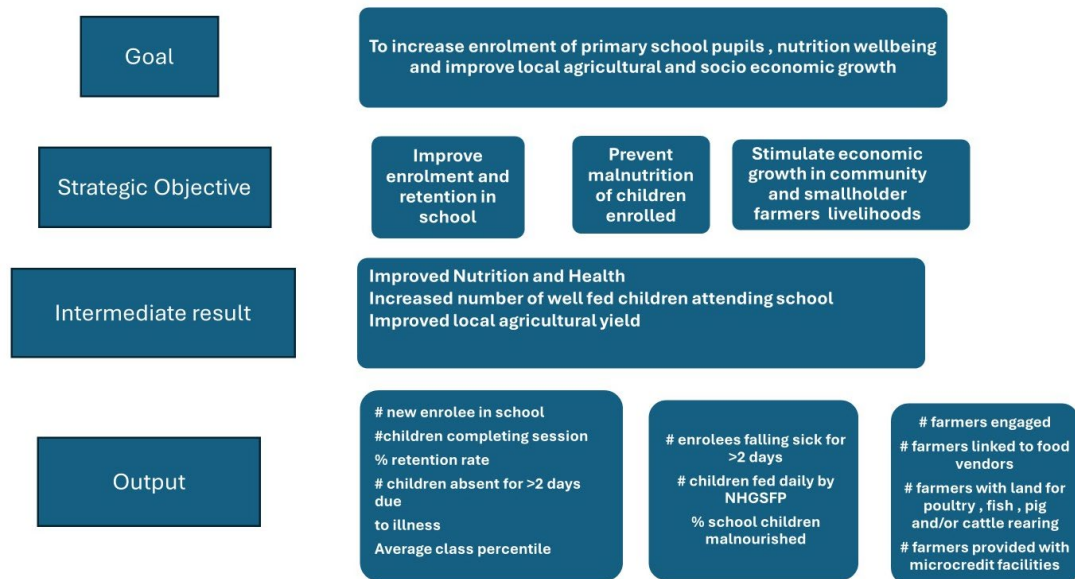 Goal
To increase enrolment of primary school pupils , nutrition wellbeing
and improve local agricultural and socio economic growth
Strategic Objective
Improve
enrolment and
retention in
school
Prevent
malnutrition
of children
enrolled
Stimulate economic
growth in community
and smallholder
farmers livelihoods
Intermediate result
Improved Nutrition and Health
Increased number of well fed children attending school
Improved local agricultural yield
Output
# new enrolee in school
#children completing session
% retention rate
# children absent for >2 days due
to illness
Average class percentile
# enrolees falling sick for
>2 days
# children fed daily by
NHGSFP
% school children
malnourished
# farmers engaged
# farmers linked to food
vendors
# farmers with land for
poultry , fish , pig
and/or cattle rearing
# farmers provided with
microcredit facilities